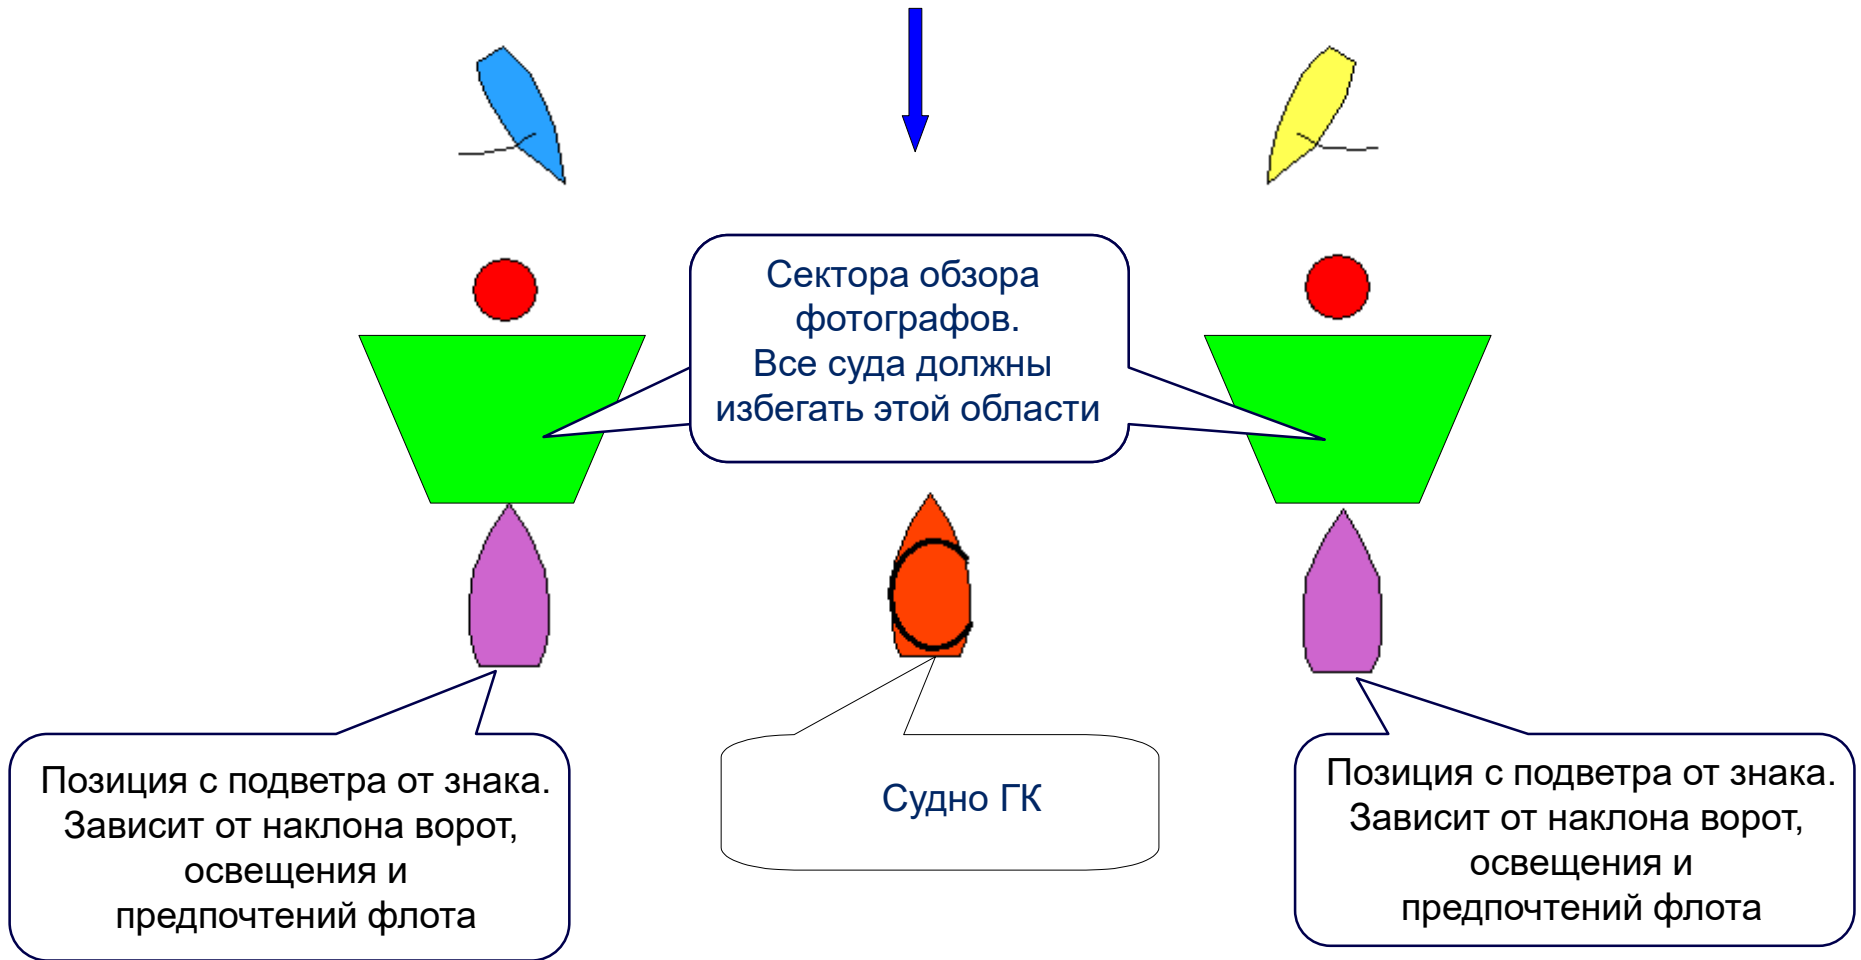 Сектора обзора
фотографов.
Все суда должны
избегать этой области
Позиция с подветра от знака.
Зависит от наклона ворот,
освещения и
предпочтений флота
Судно ГК
Позиция с подветра от знака.
Зависит от наклона ворот,
освещения и
предпочтений флота